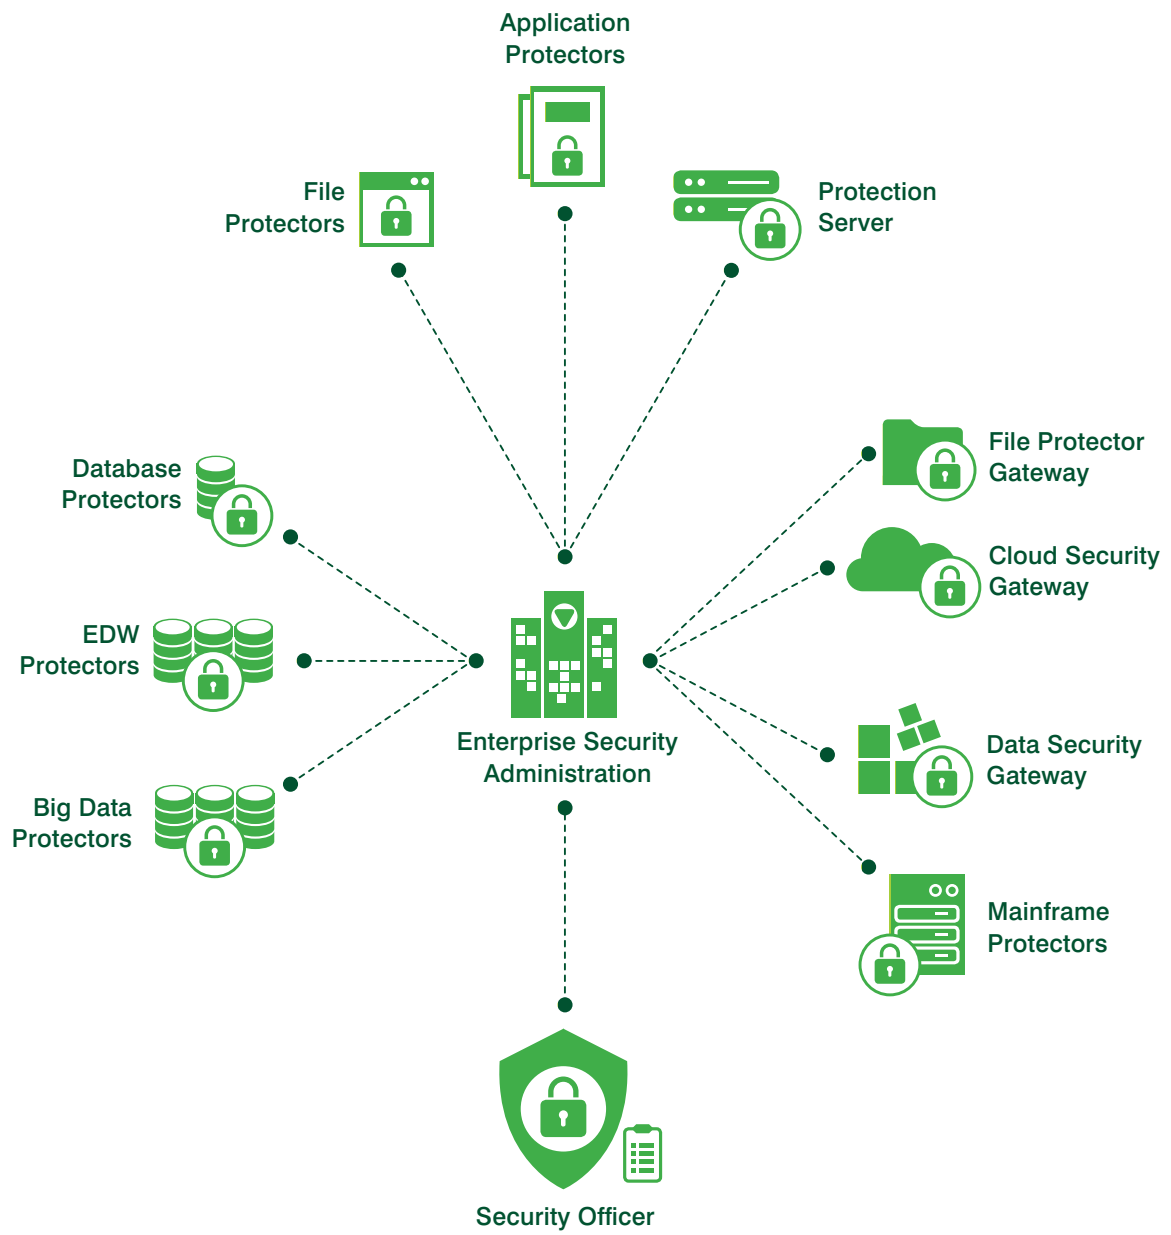 Application
Protectors
File
Protectors
Protection
Server
File Protector
Gateway
Database
Protectors
Cloud Security
Gateway
EDW
Protectors
Enterprise Security
Administration
Data Security
Gateway
Big Data
Protectors
Mainframe
Protectors
Security Officer